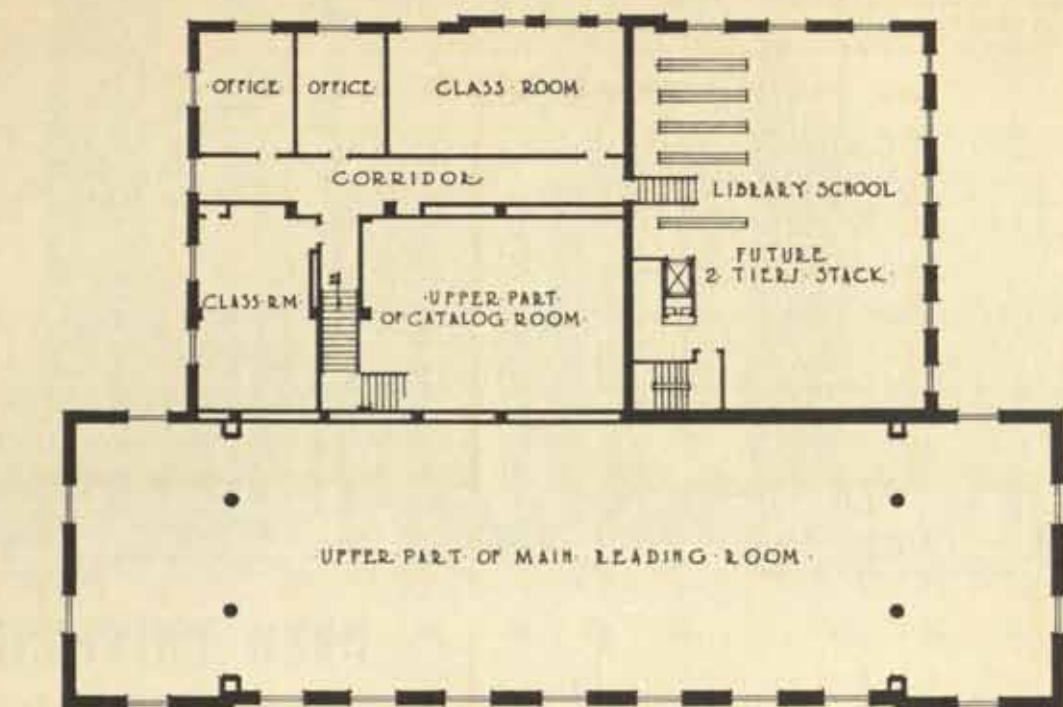 ·OFFICE·
·OFFICE·
CLASS·ROOM·
CORRIDOR
LIBRARY SCHOOL
FUTURE
2·TIERS·STACK·
CLASS·RM·
·UPPER·PART·
OF·CATALOG·ROOM·
UPPER·PART·OF·MAIN·READING·ROOM·